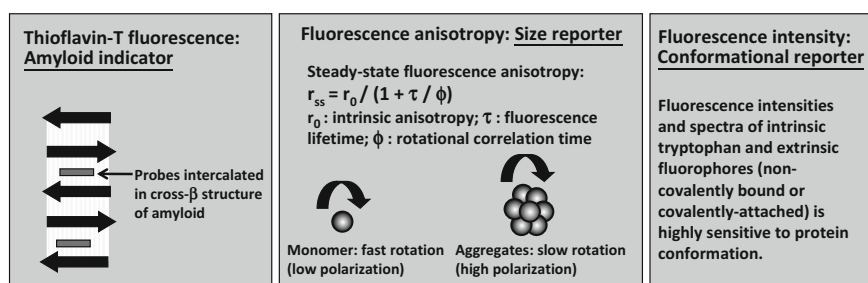 Thioflavin-T fluorescence:
Amyloid indicator
Probes intercalated
in cross-β structure
of amyloid
Fluorescence anisotropy: Size reporter
Steady-state fluorescence anisotropy:
rss = r0 / (1 + τ / ϕ)
r0 : intrinsic anisotropy; τ : fluorescence
lifetime; ϕ : rotational correlation time
Monomer: fast rotation
(low polarization)
Aggregates: slow rotation
(high polarization)
Fluorescence intensity:
Conformational reporter
Fluorescence intensities
and spectra of intrinsic
tryptophan and extrinsic
fluorophores (non-
covalently bound or
covalently-attached) is
highly sensitive to protein
conformation.